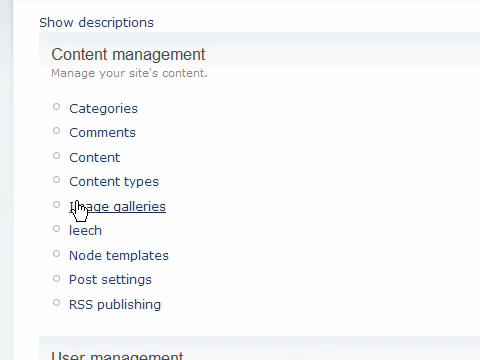 Show descriptions
Content management
Manage your site's content.
Categories
Comments
Content
Content types
Image galleries
leech
Node templates
Post settings
RSS publishing
User management